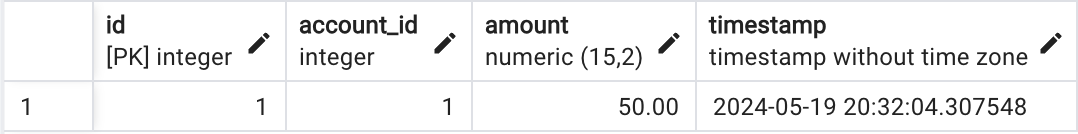 id account_id amount timestamp
[PK] integer integer numeric (15,2) timestamp without time zone
1 1 1 50.00 2024-05-19 20:32:04.307548